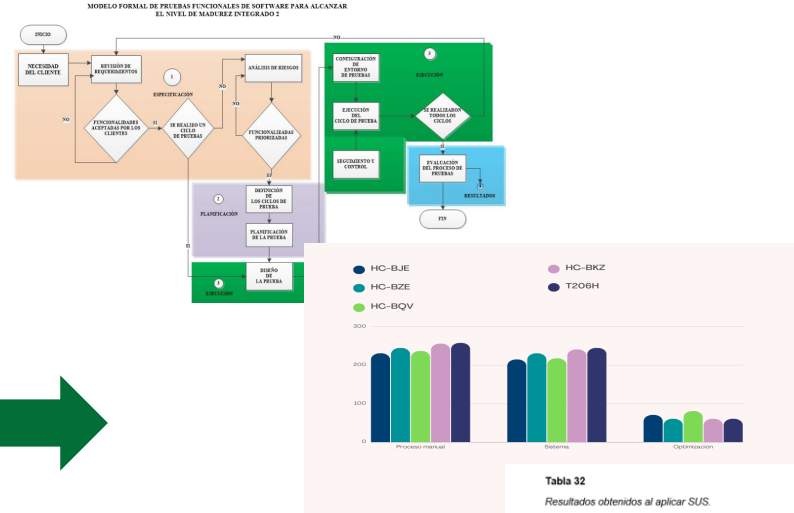 MODELO FORMAL DE PRUEBAS FUNCIONALES DE SOFTWARE PARA ALCANZAR
EL NIVEL DE MADUREZ INTEGRADO 2
INICIO
NECESIDAD
DEL CLIENTE
REVISIÓN DE
REQUERIMIENTOS
1
ESPECIFICACIÓN
FUNCIONALIDADES
ACEPTADAS POR LOS
CLIENTES
NO
SI
SE REALIZO UN
CICLO
DE PRUEBAS
NO
ANÁLISIS DE RIESGOS
NO
FUNCIONALIZADAS
PRIORIZADAS
SI
SI
2
PLANIFICACIÓN
DEFINICIÓN
DE
LOS CICLOS DE
PRUEBA
PLANIFICACIÓN
DE LA PRUEBA
3
EJECUCIÓN
DISEÑO
DE
LA PRUEBA
NO
CONFIGURACIÓN
DE
ENTORNO
DE PRUEBAS
3
EJECUCIÓN
EJECUCIÓN
DEL
CICLO DE PRUEBA
SE REALIZARON
TODOS LOS
CICLOS
SI
SEGUIMIENTO Y
CONTROL
EVALUACIÓN
DEL PROCESO DE
PRUEBAS
4
RESULTADOS
FIN
HC-BJE
HC-BZE
HC-BQV
HC-BKZ
T206H
300
200
100
0
Proceso manual
Sistema
Optimización
Tabla 32
Resultados obtenidos al aplicar SUS.